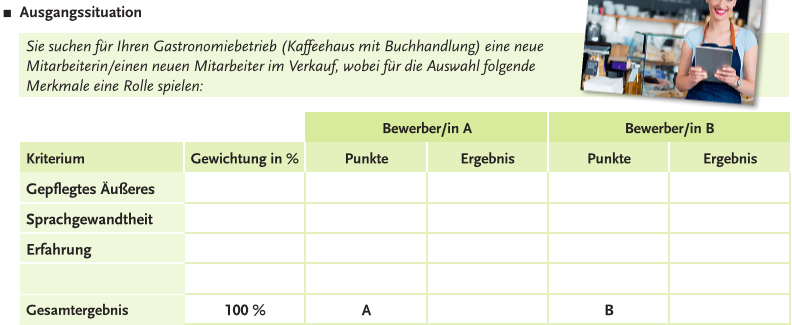 ■ Ausgangssituation
Sie suchen für Ihren Gastronomiebetrieb (Kaffeehaus mit Buchhandlung) eine neue
Mitarbeiterin/einen neuen Mitarbeiter im Verkauf, wobei für die Auswahl folgende
Merkmale eine Rolle spielen:
Bewerber/in A Bewerber/in B
Kriterium Gewichtung in % Punkte Ergebnis Punkte Ergebnis
Gepflegtes Äußeres
Sprachgewandtheit
Erfahrung
Gesamtergebnis 100 % A B